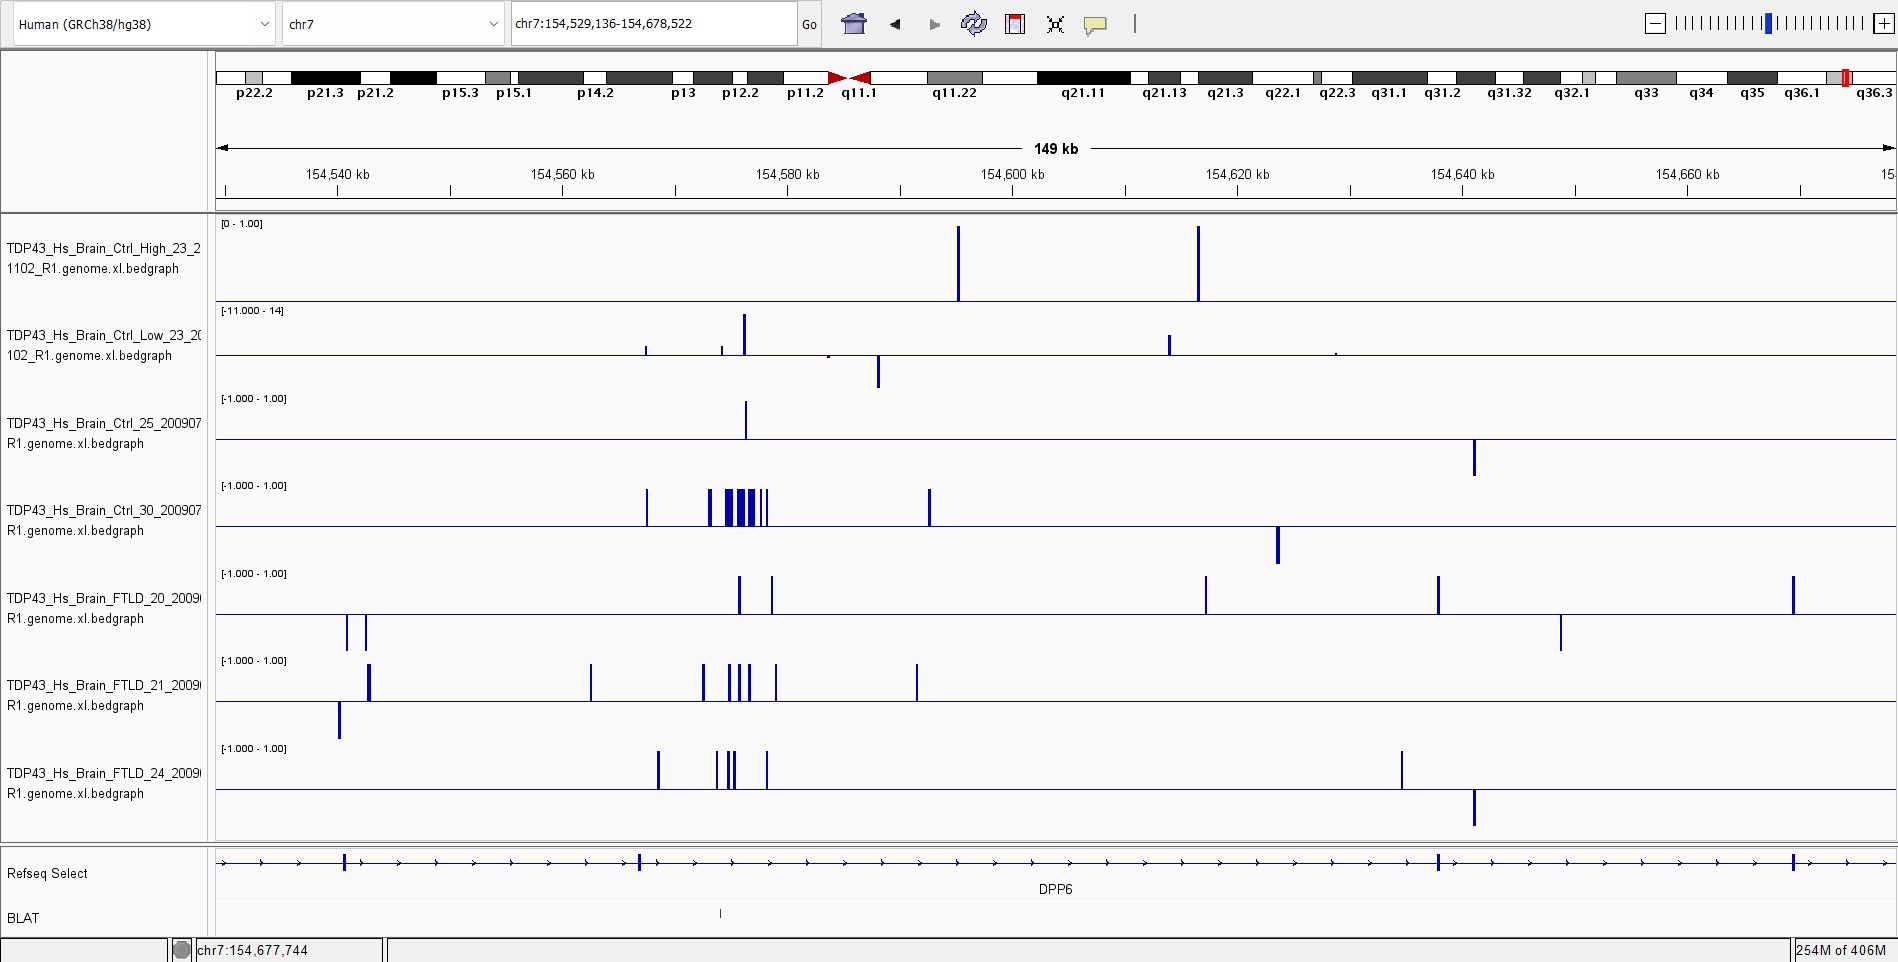 Human (GRCh38/hg38) chr7 chr7:154,529,136-154,678,522 Go
p22.2 p21.3 p21.2 p15.3 p15.1 p14.2 p13 p12.2 p11.2 q11.1 q11.22 q21.11 q21.13 q21.3 q22.1 q22.3 q31.1 q31.2 q31.32 q32.1 q33 q34 q35 q36.1 q36.3
149 kb
154,540 kb 154,560 kb 154,580 kb 154,600 kb 154,620 kb 154,640 kb 154,660 kb 15
[0 - 1.00]
TDP43_Hs_Brain_Ctrl_High_23_2
1102_R1.genome.xl.bedgraph
[-11.000 - 14]
TDP43_Hs_Brain_Ctrl_Low_23_20
102_R1.genome.xl.bedgraph
[-1.000 - 1.00]
TDP43_Hs_Brain_Ctrl_25_200907
R1.genome.xl.bedgraph
[-1.000 - 1.00]
TDP43_Hs_Brain_Ctrl_30_200907
R1.genome.xl.bedgraph
[-1.000 - 1.00]
TDP43_Hs_Brain_FTLD_20_2009
R1.genome.xl.bedgraph
[-1.000 - 1.00]
TDP43_Hs_Brain_FTLD_21_2009
R1.genome.xl.bedgraph
[-1.000 - 1.00]
TDP43_Hs_Brain_FTLD_24_2009
R1.genome.xl.bedgraph
Refseq Select
DPP6
BLAT
chr7:154,677,744 254M of 406M